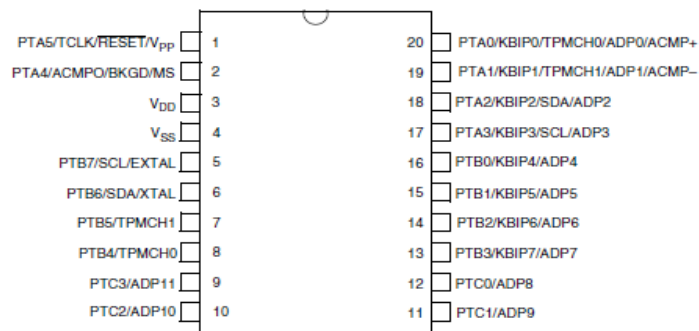 PTA5/TCLK/RESET/VPP 1 20 PTA0/KBIP0/TPMCH0/ADP0/ACMP+
PTA4/ACMPO/BKGD/MS 2 19 PTA1/KBIP1/TPMCH1/ADP1/ACMP–
VDD 3 18 PTA2/KBIP2/SDA/ADP2
VSS 4 17 PTA3/KBIP3/SCL/ADP3
PTB7/SCL/EXTAL 5 16 PTB0/KBIP4/ADP4
PTB6/SDA/XTAL 6 15 PTB1/KBIP5/ADP5
PTB5/TPMCH1 7 14 PTB2/KBIP6/ADP6
PTB4/TPMCH0 8 13 PTB3/KBIP7/ADP7
PTC3/ADP11 9 12 PTC0/ADP8
PTC2/ADP10 10 11 PTC1/ADP9